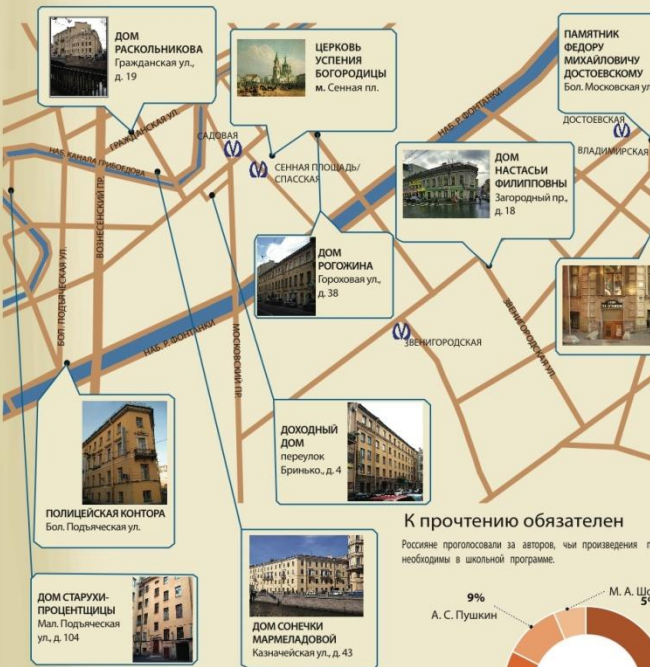 ДОМ
РАСКОЛЬНИКОВА
Гражданская ул.,
д. 19
ЦЕРКОВЬ
УСПЕНИЯ
БОГОРОДИЦЫ
м. Сенная пл.
ПАМЯТНИК
ФЕДОРУ
МИХАЙЛОВИЧУ
ДОСТОЕВСКОМУ
Бол. Московская ул
ГРАЖДАНСКАЯ УЛ.
САДОВАЯ
НАБ. КАНАЛА ГРИБОЕДОВА
СЕННАЯ ПЛОЩАДЬ/
СПАССКАЯ
НАБ. Р. ФОНТАНКИ
ДОСТОЕВСКАЯ
ВЛАДИМИРСКАЯ
ДОМ
НАСТАСЬИ
ФИЛИППОВНЫ
Загородный пр.,
д. 18
ВОЗНЕСЕНСКИЙ ПР.
БОЛ. ПОДЪЯЧЕСКАЯ УЛ.
ДОМ
РОГОЖИНА
Гороховая ул.,
д. 38
НАБ. Р. ФОНТАНКИ
МОСКОВСКИЙ ПР.
ЗВЕНИГОРОДСКАЯ
ЗВЕНИГОРОДСКАЯ УЛ.
ПОЛИЦЕЙСКАЯ КОНТОРА
Бол. Подъяческая ул.
ДОХОДНЫЙ
ДОМ
переулок
Бринько., д. 4
ДОМ СТАРУХИ-
ПРОЦЕНТЩИЦЫ
Мал. Подъяческая
ул., д. 104
ДОМ СОНЕЧКИ
МАРМЕЛАДОВОЙ
Казначейская ул., д. 43
К прочтению обязателен
Россияне проголосовали за авторов, чьи произведения
необходимы в школьной программе.
9%
А. С. Пушкин
М. А. Шо
5%